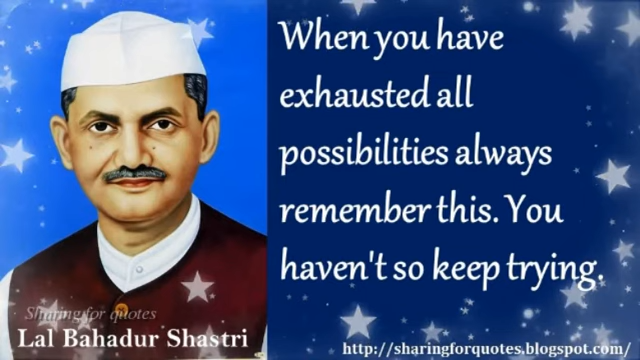 When you have
exhausted all
possibilities always
remember this. You
haven't so keep trying.
Sharing for quotes
Lal Bahadur Shastri
http://sharingforquotes.blogspot.com/